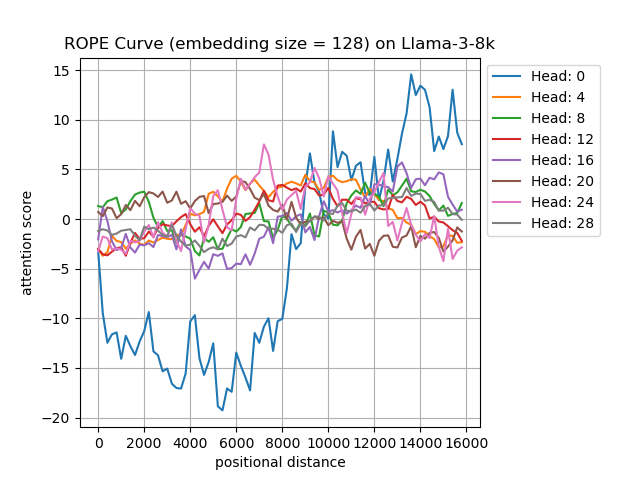 ROPE Curve (embedding size = 128) on Llama-3-8k
15
10
5
0
−5
−10
−15
−20
attention score
0 2000 4000 6000 8000 10000 12000 14000 16000
positional distance
Head: 0
Head: 4
Head: 8
Head: 12
Head: 16
Head: 20
Head: 24
Head: 28